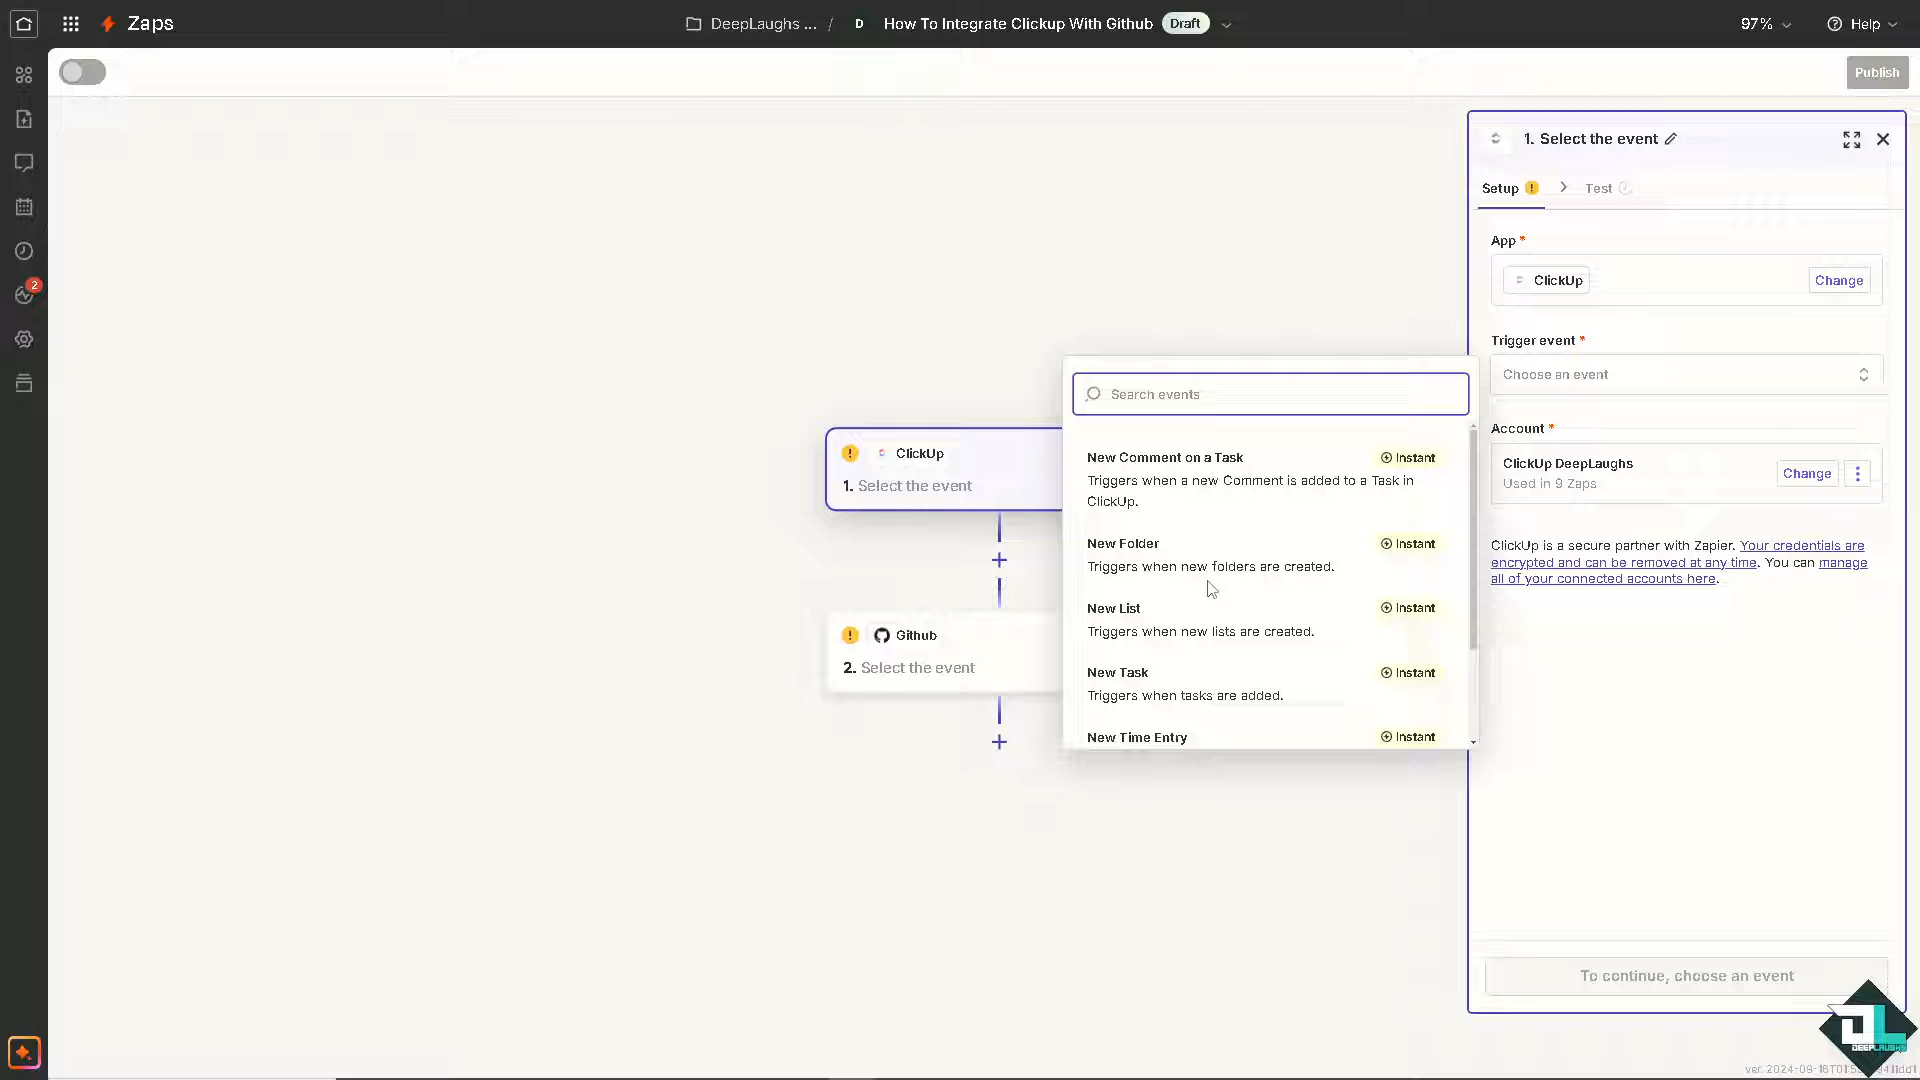 Zaps
DeepLaughs ... / D How To Integrate Clickup With Github Draft
97%
Help
Publish
2
1. Select the event
Setup ! > Test
App *
ClickUp
Change
Trigger event *
Choose an event
Account *
ClickUp DeepLaughs
Used in 9 Zaps
Change
ClickUp is a secure partner with Zapier. Your credentials are
encrypted and can be removed at any time. You can manage
all of your connected accounts here.
To continue, choose an event
Search events
New Comment on a Task
Instant
Triggers when a new Comment is added to a Task in
ClickUp.
New Folder
Instant
Triggers when new folders are created.
New List
Instant
Triggers when new lists are created.
New Task
Instant
Triggers when tasks are added.
New Time Entry
Instant
! ClickUp
1. Select the event
! Github
2. Select the event
DEEPLAUGHS